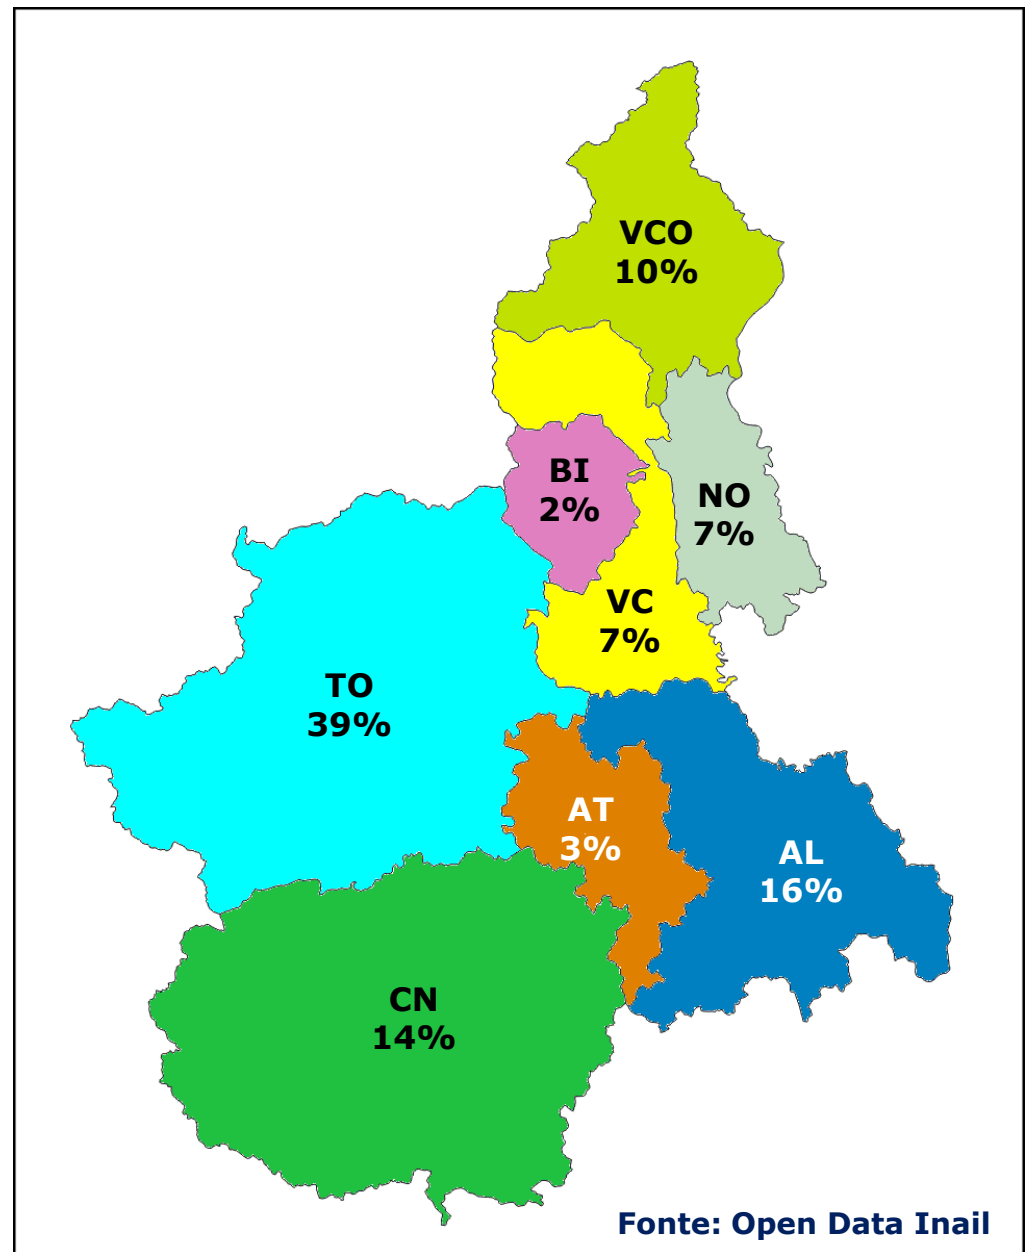 VCO
10%
BI
2%
NO
7%
VC
7%
TO
39%
AT
3%
AL
16%
CN
14%
Fonte: Open Data Inail